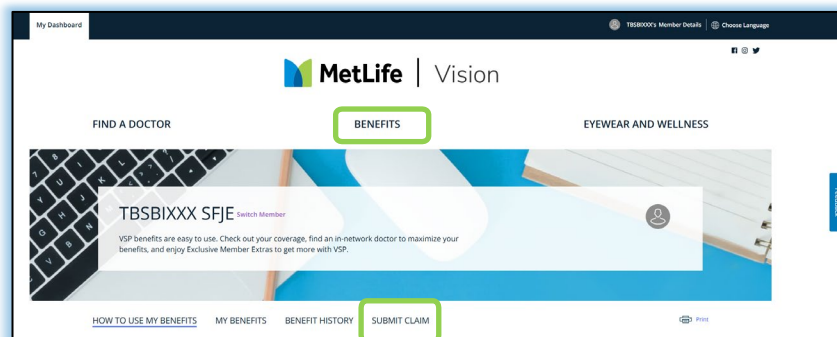 My Dashboard
TBSBIXXX's Member Details
Choose Language
MetLife | Vision
FIND A DOCTOR
BENEFITS
EYEWEAR AND WELLNESS
TBSBIXXX SFJE Switch Member
VSP benefits are easy to use. Check out your coverage, find an in-network doctor to maximize your
benefits, and enjoy Exclusive Member Extras to get more with VSP.
HOW TO USE MY BENEFITS
MY BENEFITS
BENEFIT HISTORY
SUBMIT CLAIM
Print